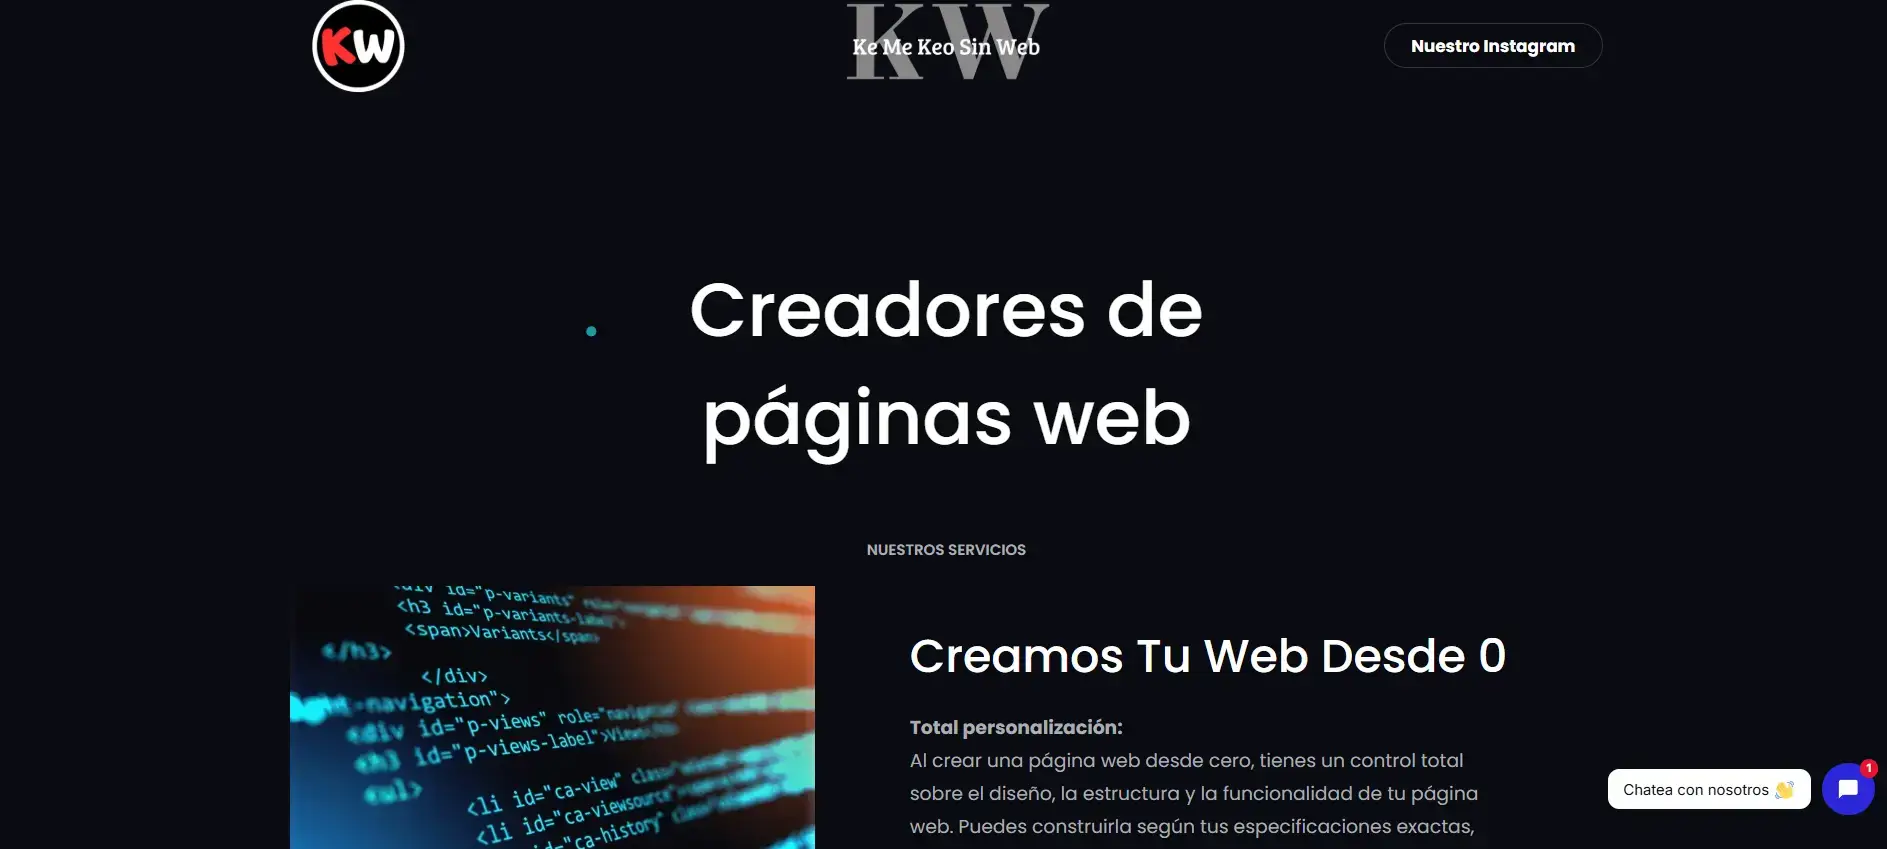 KW
KW
Ke Me Keo Sin Web
Nuestro Instagram
Creadores de
páginas web
NUESTROS SERVICIOS
<div id="p-variants"
<h3 id="p-variants-label">
<span>Variants</span>
</h3>
</div>
-navigation">
<div id="p-views" role="navigation"
<h3 id="p-views-label">Views</h3>
<ul>
<li id="ca-view"
<li id="ca-viewsource"
id="ca-history"
Creamos Tu Web Desde 0
Total personalización:
Al crear una página web desde cero, tienes un control total
sobre el diseño, la estructura y la funcionalidad de tu página
web. Puedes construirla según tus especificaciones exactas,
Chatea con nosotros 👋
1